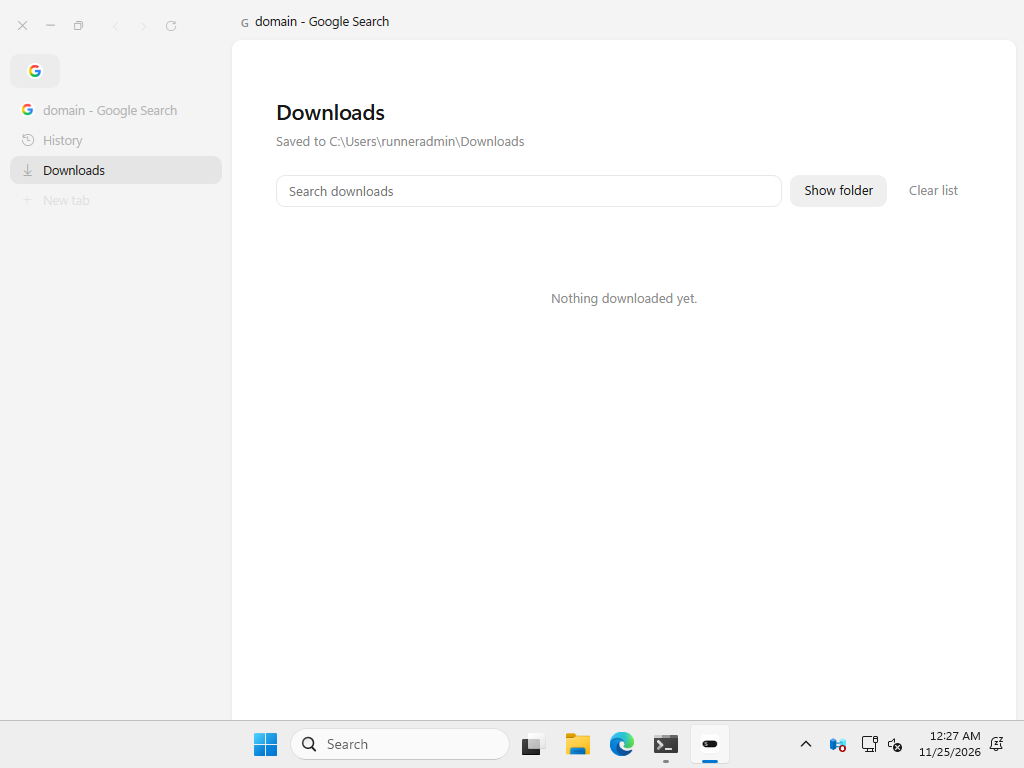 domain - Google Search
domain - Google Search
History
Downloads
New tab
Downloads
Saved to C:\Users\runneradmin\Downloads
Search downloads
Show folder
Clear list
Nothing downloaded yet.
Search
12:27 AM
11/25/2026